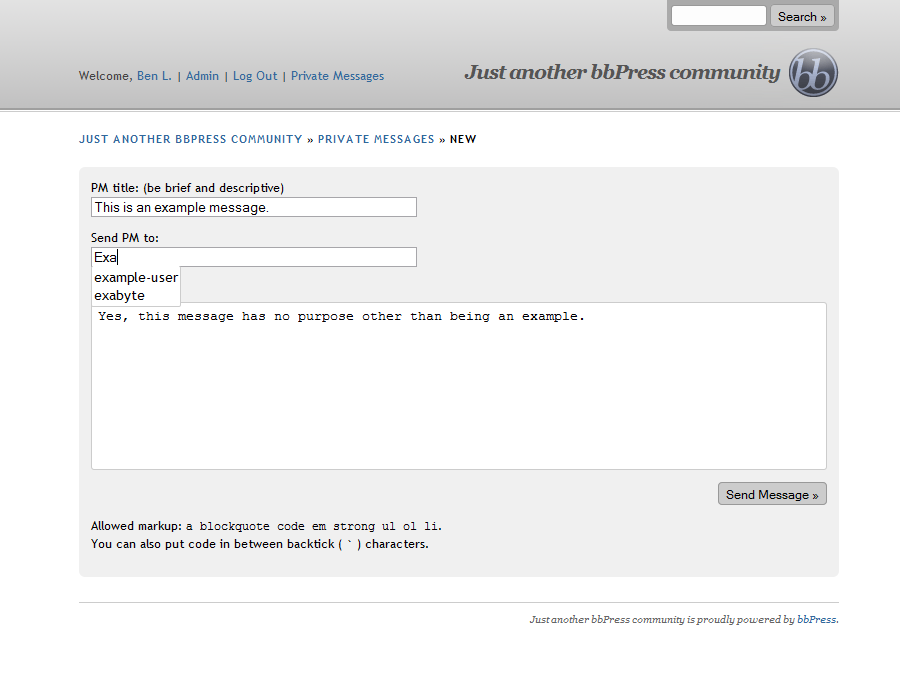 Search »
Welcome, Ben L. | Admin | Log Out | Private Messages
Just another bbPress community
bb
JUST ANOTHER BBPRESS COMMUNITY » PRIVATE MESSAGES » NEW
PM title: (be brief and descriptive)
This is an example message.
Send PM to:
Exa
example-user
exabyte
Yes, this message has no purpose other than being an example.
Send Message »
Allowed markup: a blockquote code em strong ul ol li.
You can also put code in between backtick ( ` ) characters.
Just another bbPress community is proudly powered by bbPress.